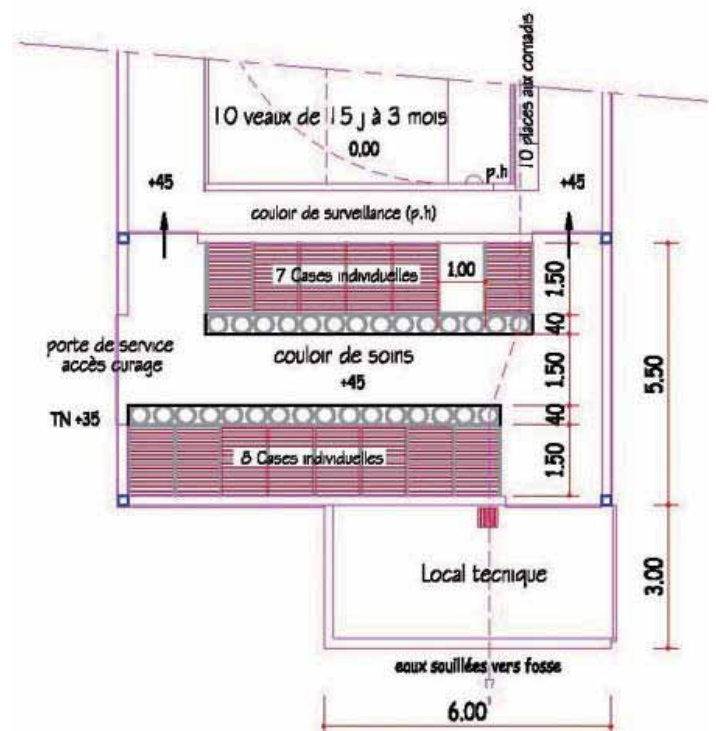 10 veaux de 15 j à 3 mois
0.00
10 places aux cornadis
p.h
+45
+45
couloir de surveillance (p.h)
7 Cases individuelles
1.00
1.50
40
porte de service
accès curage
couloir de soins
+45
1.50
5.50
TN +35
40
8 Cases individuelles
1.50
Local tecnique
3.00
eaux souillées vers fosse
6.00